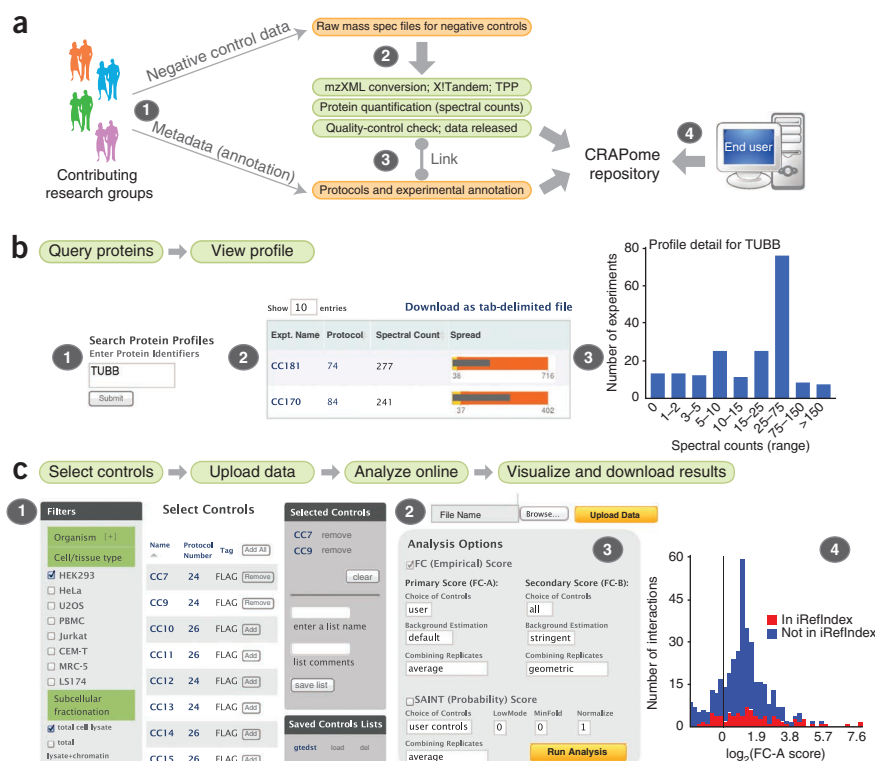 a
Raw mass spec files for negative controls
Negative control data
2
mzXML conversion; X!Tandem; TPP
Protein quantification (spectral counts)
Quality-control check; data released
1
Metadata (annotation)
3
Link
4
End user
CRAPome
repository
Contributing
research groups
Protocols and experimental annotation
b
Query proteins
View profile
1
Search Protein Profiles
Enter Protein Identifiers
TUBB
Submit
2
Show 10 entries
Download as tab-delimited file
Expt. Name Protocol Spectral Count Spread
CC181 74 277
38 716
CC170 84 241
37 402
3
Profile detail for TUBB
Number of experiments
80
60
40
20
0
0 1–2 3–5 5–10 10–15 15–25 25–75 75–150 >150
Spectral counts (range)
c
Select controls
Upload data
Analyze online
Visualize and download results
1
Filters
Organism [+]
Cell/tissue type
HEK293
HeLa
U2OS
PBMC
Jurkat
CEM-T
MRC-5
LS174
Subcellular
fractionation
total cell lysate
total
lysate+chromatin
Select Controls
Name Protocol Number Tag Add All
CC7 24 FLAG Remove
CC9 24 FLAG Remove
CC10 26 FLAG Add
CC11 26 FLAG Add
CC12 24 FLAG Add
CC13 24 FLAG Add
CC14 26 FLAG Add
CC15 26 FLAG Add
Selected Controls
CC7 remove
CC9 remove
clear
enter a list name
list comments
save list
Saved Controls Lists
gtedst load del
2
File Name
Browse...
Upload Data
Analysis Options
3
FC (Empirical) Score
Primary Score (FC-A):
Choice of Controls
user
Background Estimation
default
Combining Replicates
average
Secondary Score (FC-B):
Choice of Controls
all
Background Estimation
stringent
Combining Replicates
geometric
SAINT (Probability) Score
Choice of Controls LowMode MinFold Normalize
user controls 0 0 1
Combining Replicates
average
Run Analysis
4
Number of interactions
60
45
30
15
0
In iRefIndex
Not in iRefIndex
0 1.9 3.8 5.7 7.6
log2(FC-A score)